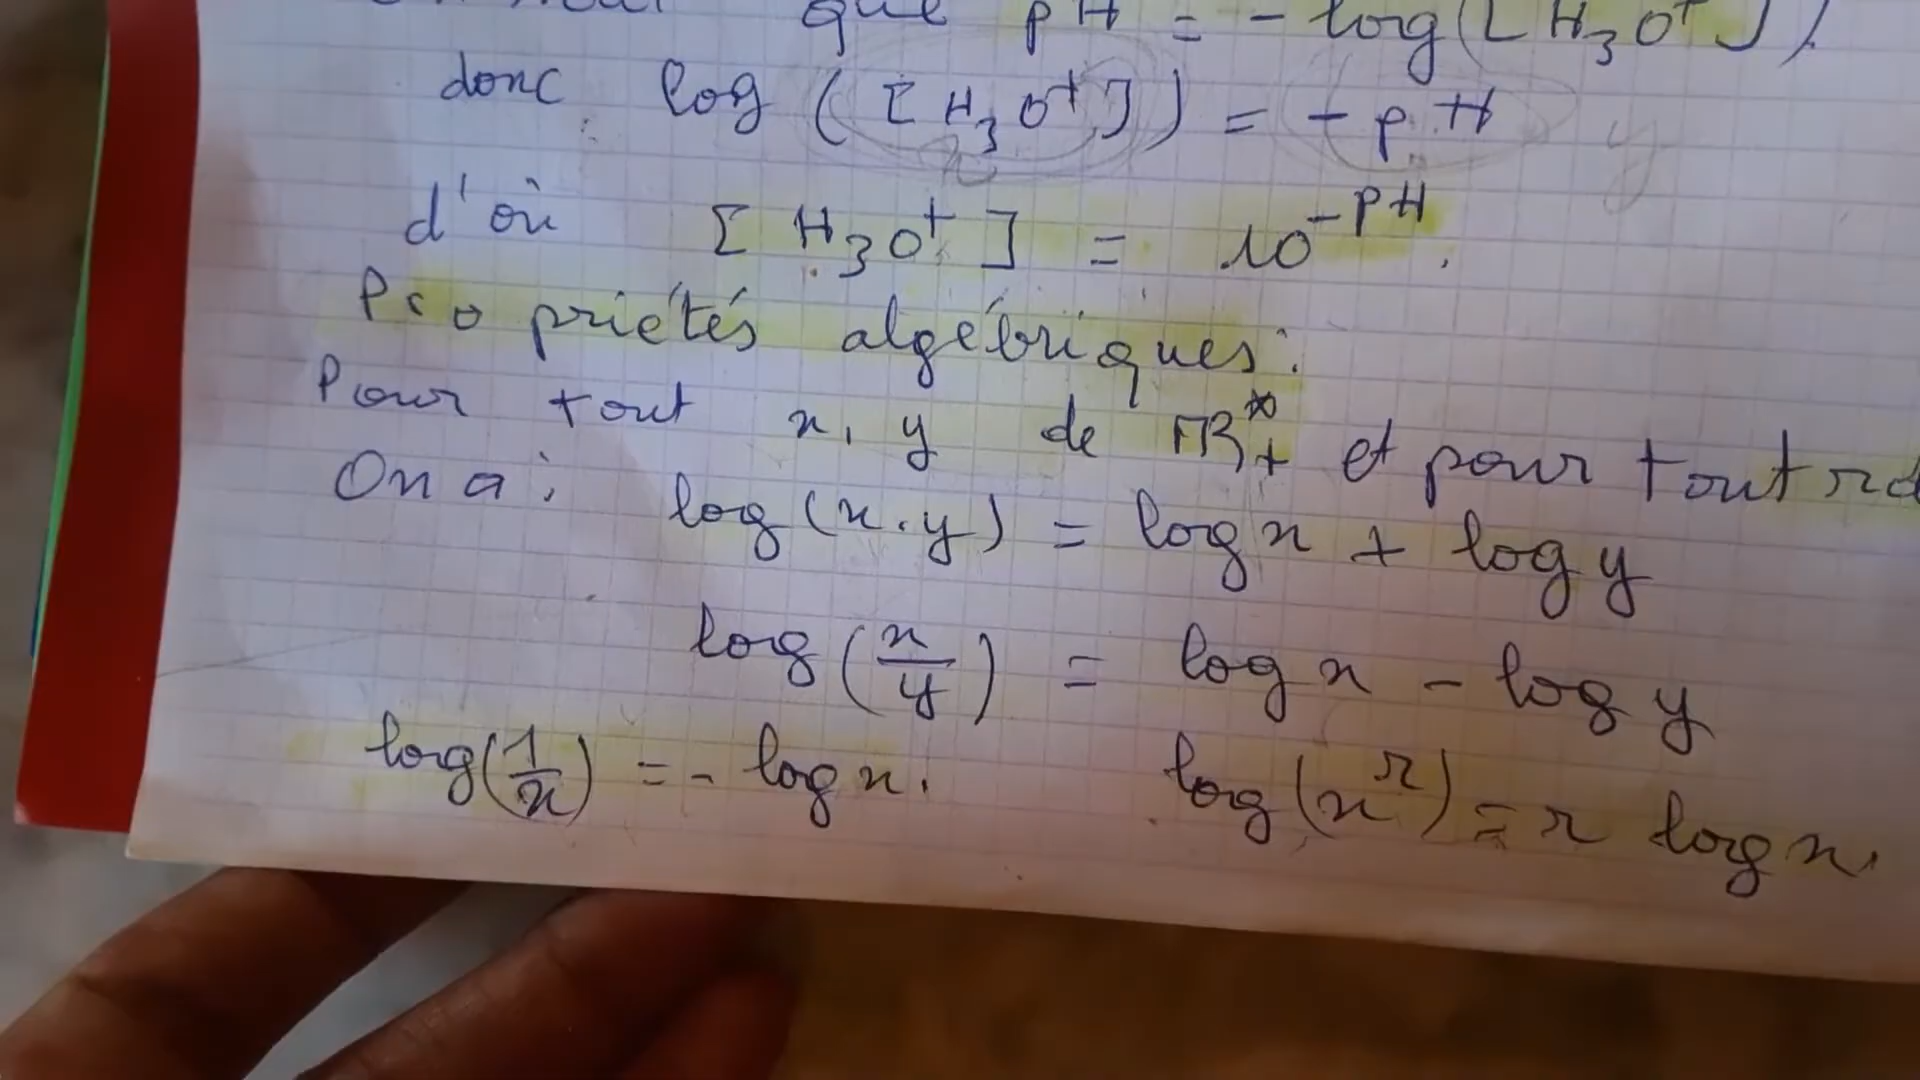 que pH = - log([H₃O⁺]).
donc log([H₃O⁺]) = - pH y
x
d'où [H₃O⁺] = 10⁻ᵖᴴ.
Propriétés algébriques:
Pour tout x, y de ℝ*₊ et pour tout r
On a: log(x.y) = log x + log y
log(x/y) = log x - log y
log(1/x) = - log x. log(xʳ) = r log x.